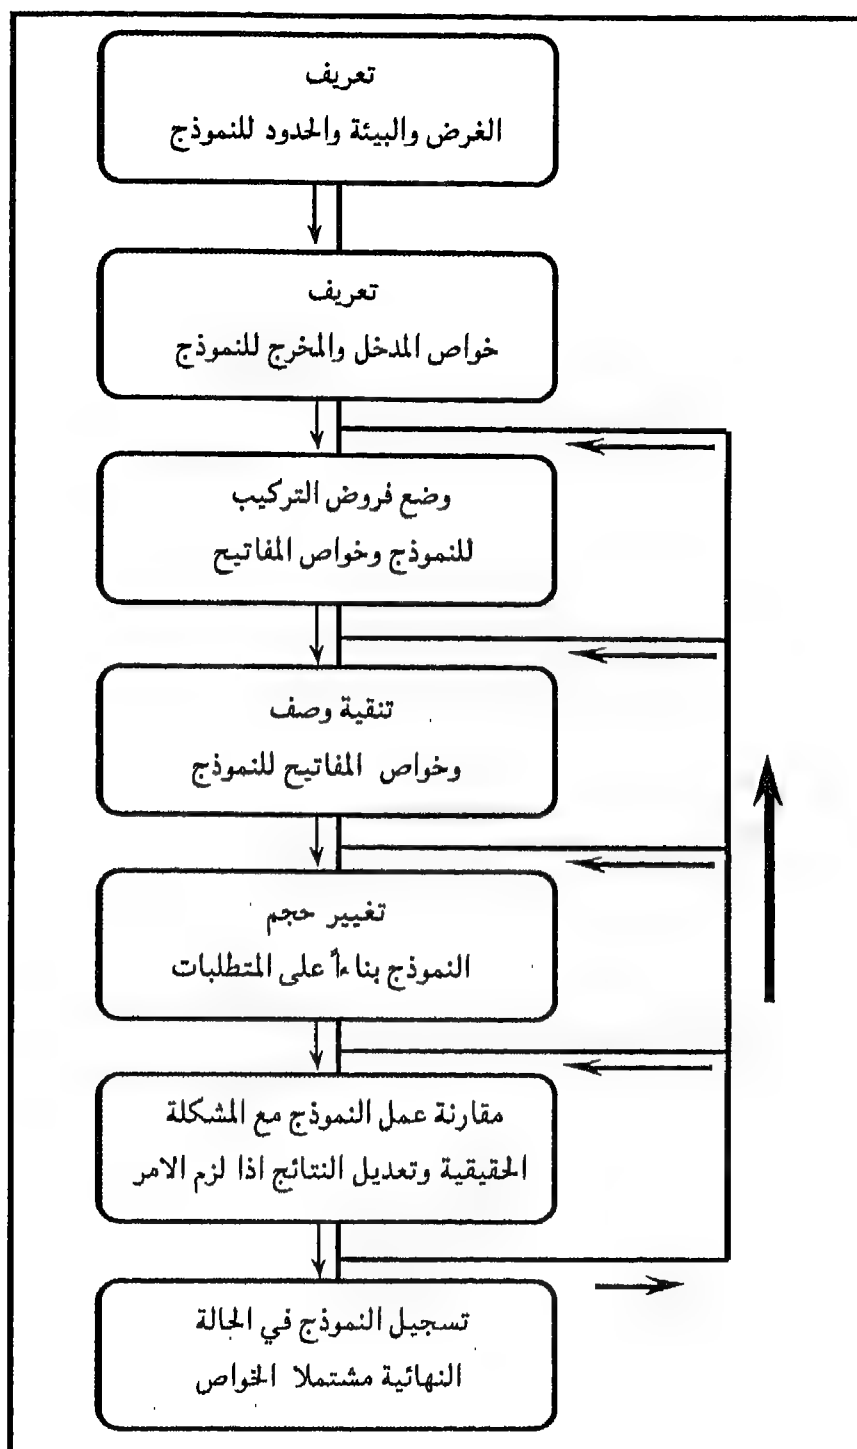 تعريف
الغرض والبيئة والحدود للنموذج
تعريف
خواص المدخل والمخرج للنموذج
وضع فروض التركيب
للنموذج وخواص المفاتيح
تنقية وصف
وخواص المفاتيح للنموذج
تغيير حجم
النموذج بناءاً على المتطلبات
مقارنة عمل النموذج مع المشكلة
الحقيقية وتعديل النتائج اذا لزم الامر
تسجيل النموذج في الحالة
النهائية مشتملا الخواص